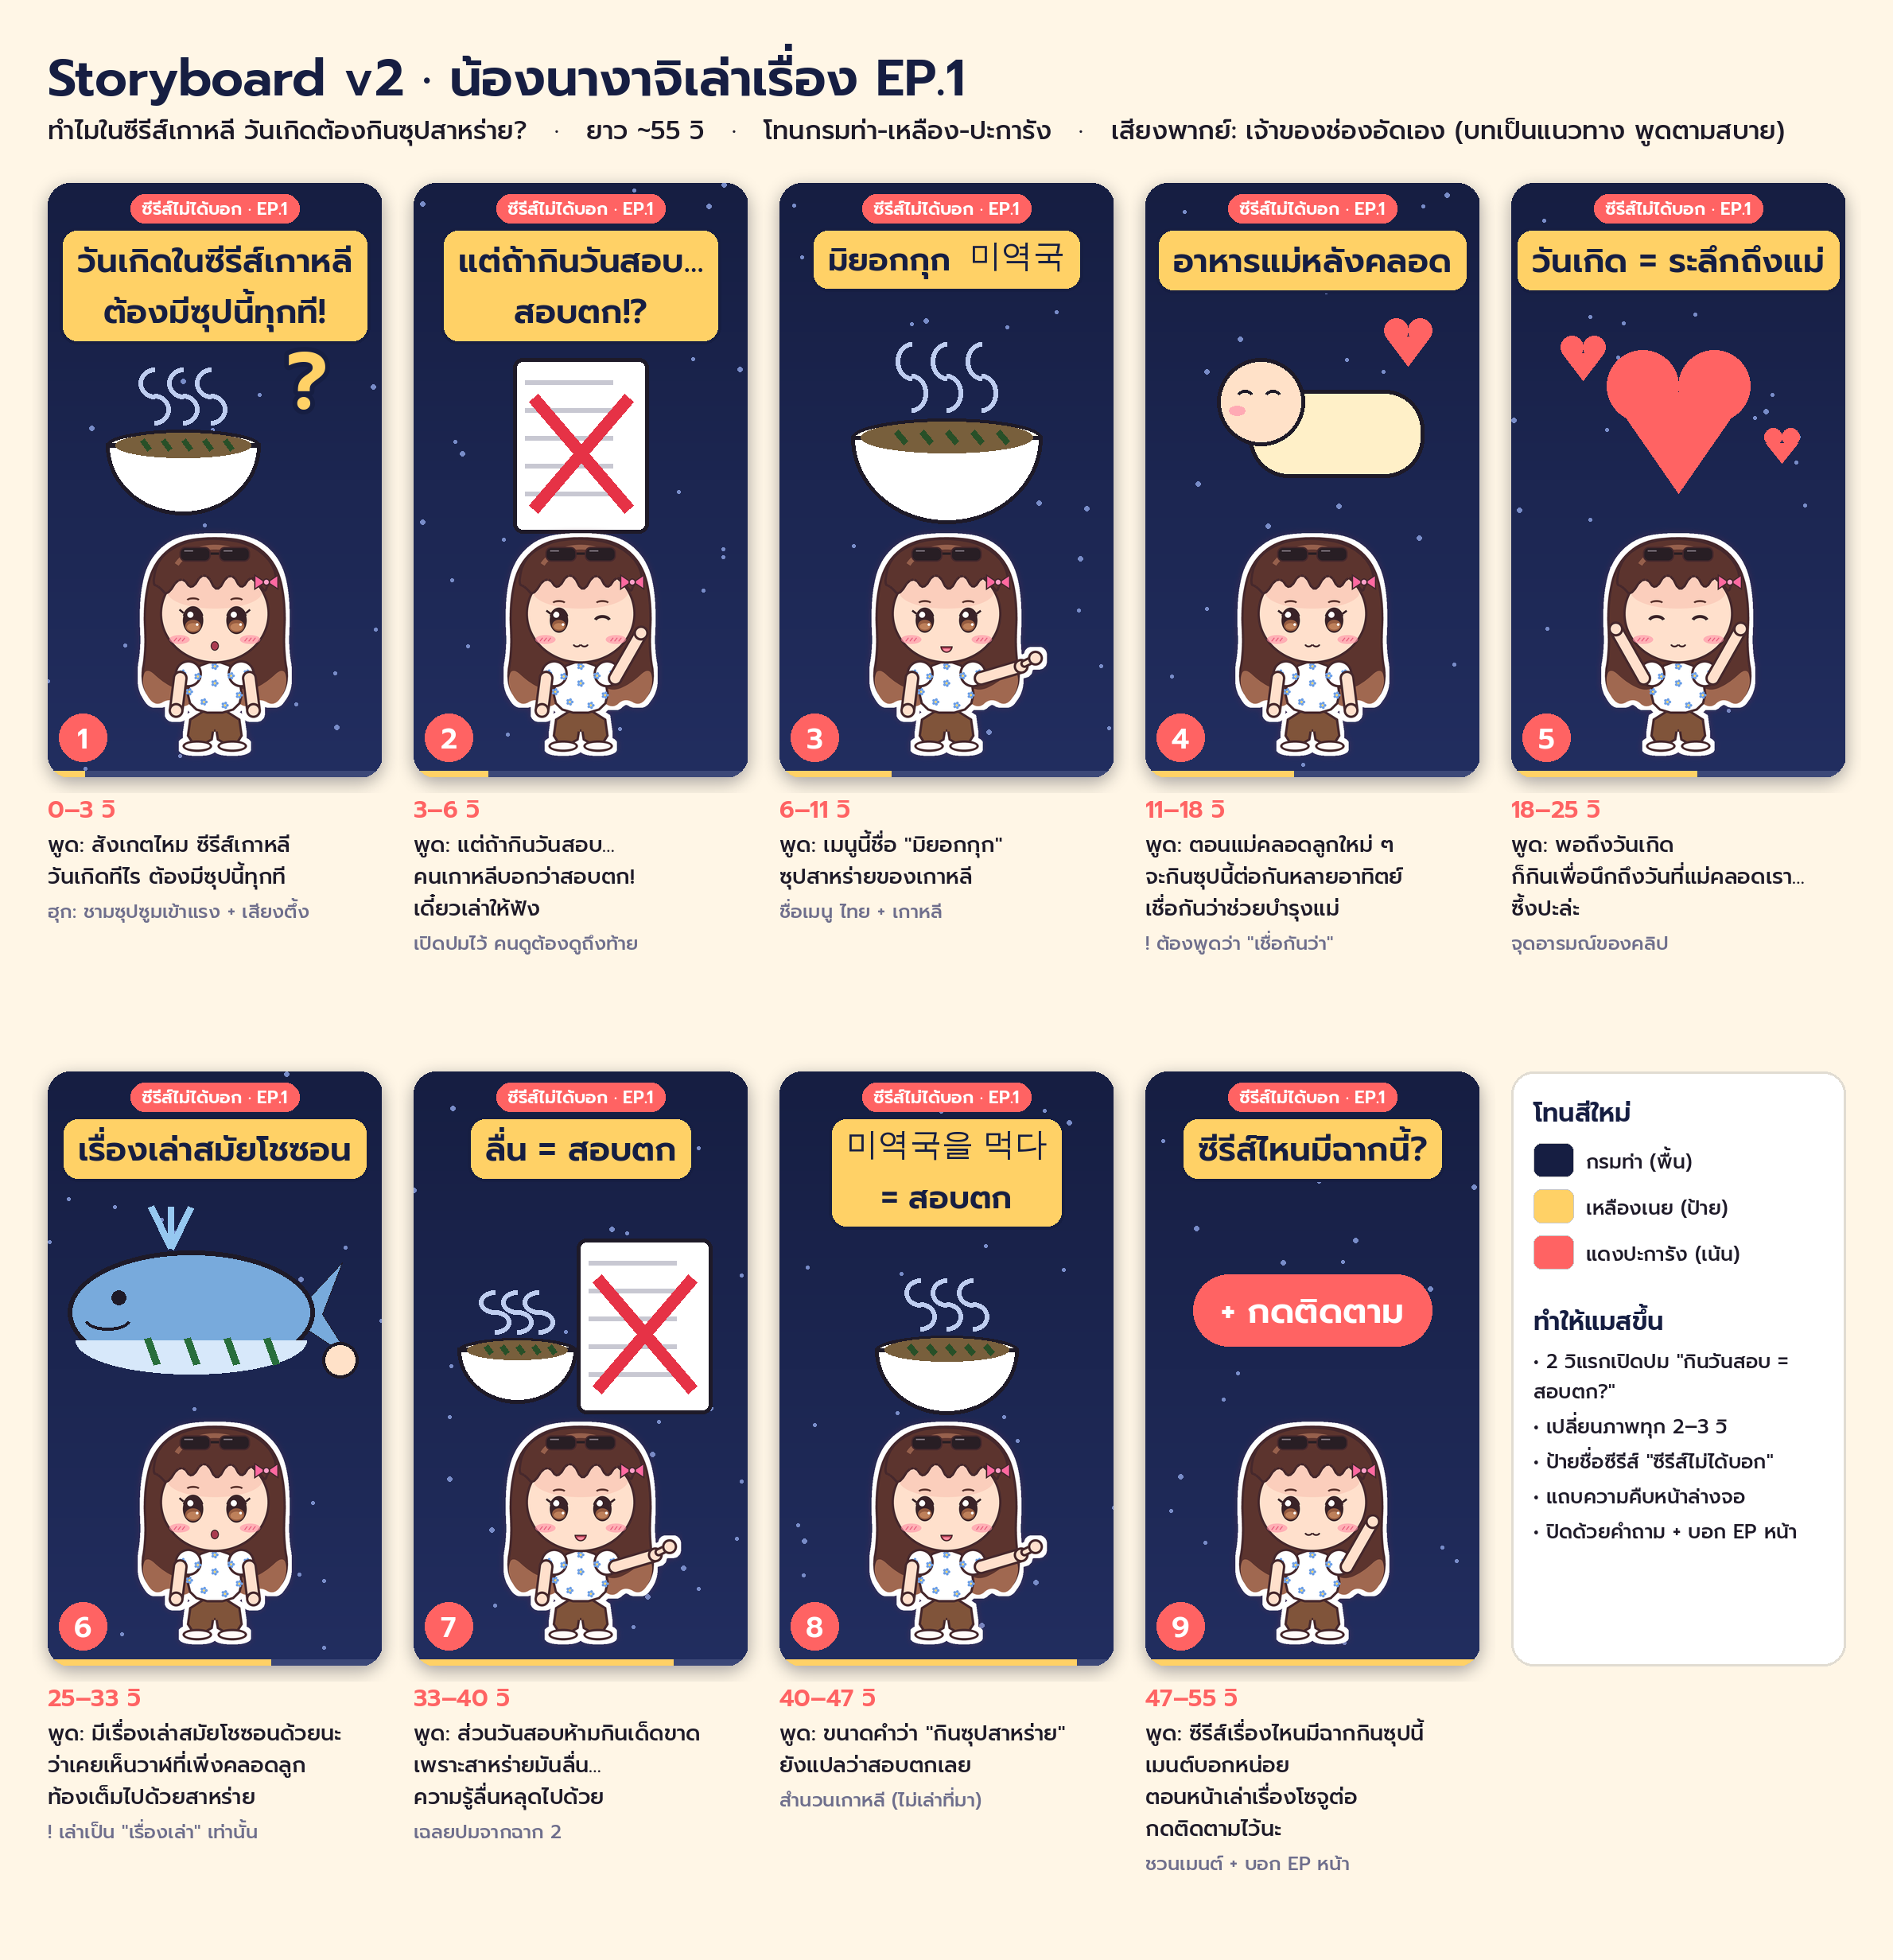 Storyboard v2 · น้องนางาจิเล่าเรื่อง EP.1
ทำไมในซีรีส์เกาหลี วันเกิดต้องกินซุปสาหร่าย? · ยาว ~55 วิ · โทนกรมท่า-เหลือง-ปะการัง · เสียงพากย์: เจ้าของช่องอัดเอง (บทเป็นแนวทาง พูดตามสบาย)
ซีรีส์ไม่ได้บอก · EP.1
วันเกิดในซีรีส์เกาหลี
ต้องมีซุปนี้ทุกที!
?
1
0–3 วิ
พูด: สังเกตไหม ซีรีส์เกาหลี
วันเกิดทีไร ต้องมีซุปนี้ทุกที
ฮุก: ชามซุปซูมเข้าแรง + เสียงตึ้ง
ซีรีส์ไม่ได้บอก · EP.1
แต่ถ้ากินวันสอบ...
สอบตก!?
2
3–6 วิ
พูด: แต่ถ้ากินวันสอบ...
คนเกาหลีบอกว่าสอบตก!
เดี๋ยวเล่าให้ฟัง
เปิดปมไว้ คนดูต้องดูถึงท้าย
ซีรีส์ไม่ได้บอก · EP.1
มิยอกกุก 미역국
3
6–11 วิ
พูด: เมนูนี้ชื่อ "มิยอกกุก"
ซุปสาหร่ายของเกาหลี
ชื่อเมนู ไทย + เกาหลี
ซีรีส์ไม่ได้บอก · EP.1
อาหารแม่หลังคลอด
4
11–18 วิ
พูด: ตอนแม่คลอดลูกใหม่ ๆ
จะกินซุปนี้ต่อกันหลายอาทิตย์
เชื่อกันว่าช่วยบำรุงแม่
! ต้องพูดว่า "เชื่อกันว่า"
ซีรีส์ไม่ได้บอก · EP.1
วันเกิด = ระลึกถึงแม่
5
18–25 วิ
พูด: พอถึงวันเกิด
ก็กินเพื่อนึกถึงวันที่แม่คลอดเรา...
ซึ้งปะล่ะ
จุดอารมณ์ของคลิป
ซีรีส์ไม่ได้บอก · EP.1
เรื่องเล่าสมัยโชซอน
6
25–33 วิ
พูด: มีเรื่องเล่าสมัยโชซอนด้วยนะ
ว่าเคยเห็นวาฬที่เพิ่งคลอดลูก
ท้องเต็มไปด้วยสาหร่าย
! เล่าเป็น "เรื่องเล่า" เท่านั้น
ซีรีส์ไม่ได้บอก · EP.1
ลื่น = สอบตก
7
33–40 วิ
พูด: ส่วนวันสอบห้ามกินเด็ดขาด
เพราะสาหร่ายมันลื่น...
ความรู้ลื่นหลุดไปด้วย
เฉลยปมจากฉาก 2
ซีรีส์ไม่ได้บอก · EP.1
미역국을 먹다
= สอบตก
8
40–47 วิ
พูด: ขนาดคำว่า "กินซุปสาหร่าย"
ยังแปลว่าสอบตกเลย
สำนวนเกาหลี (ไม่เล่าที่มา)
ซีรีส์ไม่ได้บอก · EP.1
ซีรีส์ไหนมีฉากนี้?
+ กดติดตาม
9
47–55 วิ
พูด: ซีรีส์เรื่องไหนมีฉากกินซุปนี้
เมนต์บอกหน่อย
ตอนหน้าเล่าเรื่องโซจูต่อ
กดติดตามไว้นะ
ชวนเมนต์ + บอก EP หน้า
โทนสีใหม่
กรมท่า (พื้น)
เหลืองเนย (ป้าย)
แดงปะการัง (เน้น)
ทำให้แมสขึ้น
• 2 วิแรกเปิดปม "กินวันสอบ =
สอบตก?"
• เปลี่ยนภาพทุก 2–3 วิ
• ป้ายชื่อซีรีส์ "ซีรีส์ไม่ได้บอก"
• แถบความคืบหน้าล่างจอ
• ปิดด้วยคำถาม + บอก EP หน้า